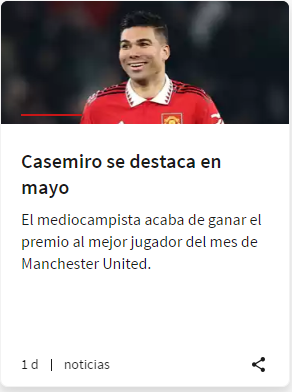 Casemiro se destaca en
mayo
El mediocampista acaba de ganar el
premio al mejor jugador del mes de
Manchester United.
1 d | noticias